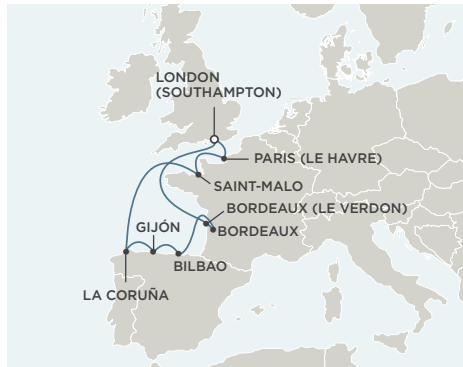 LONDON
(SOUTHAMPTON)
PARIS (LE HAVRE)
SAINT-MALO
BORDEAUX (LE VERDON)
GIJÓN
BORDEAUX
BILBAO
LA CORUÑA